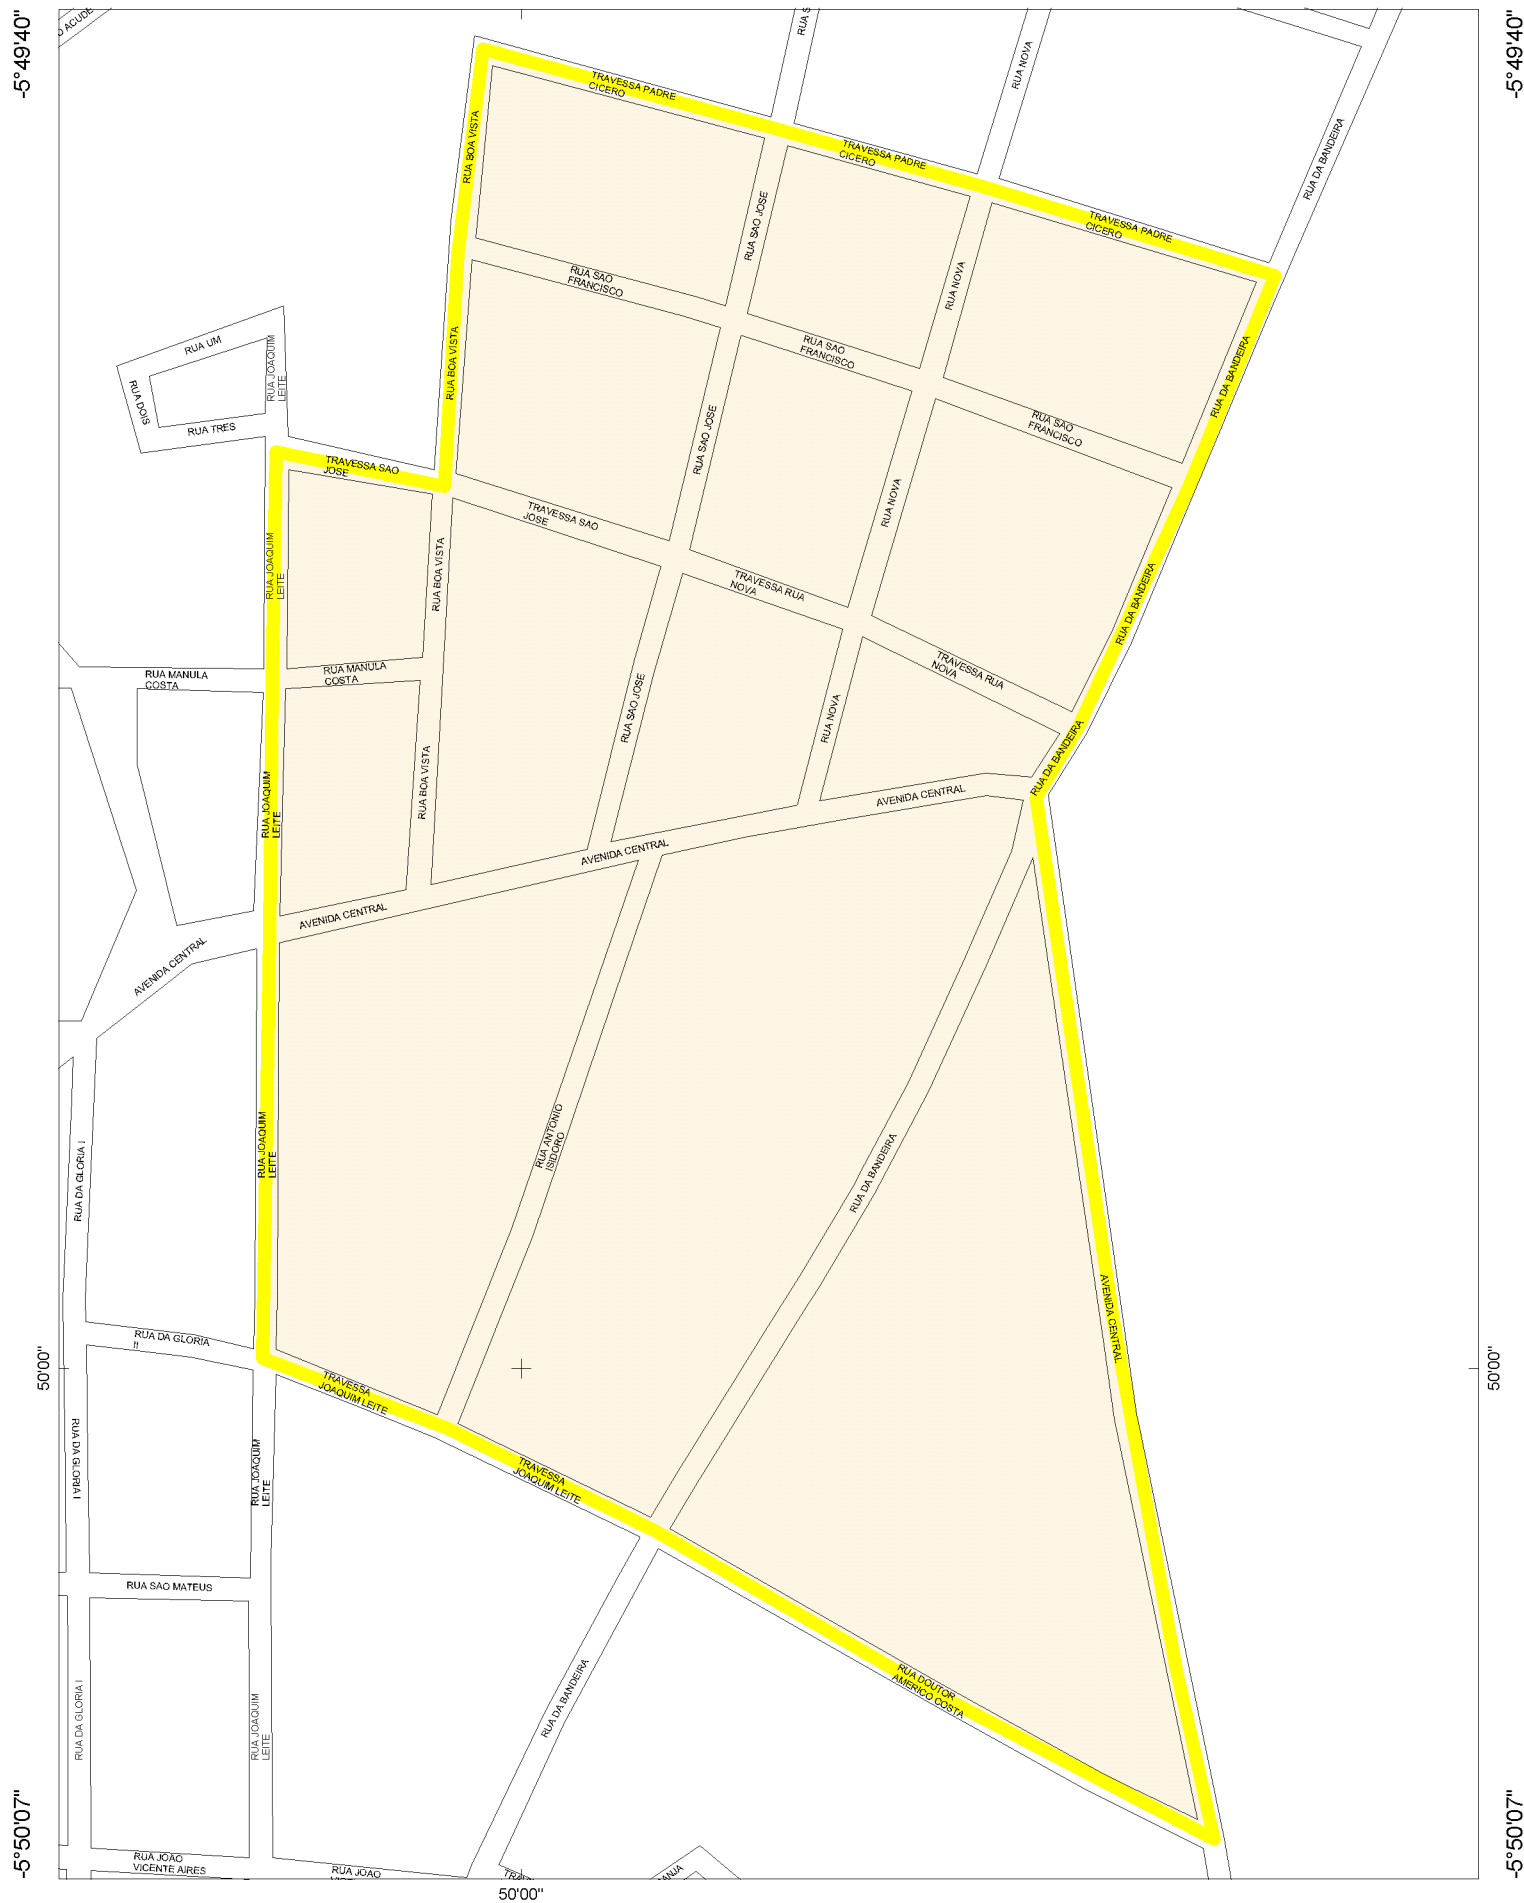 -5°49'40"
-5°49'40"
O ACUDE
RUA S
RUA NOVA
TRAVESSA PADRE
CICERO
RUA BOA VISTA
TRAVESSA PADRE
CICERO
RUA DA BANDEIRA
TRAVESSA PADRE
CICERO
RUA SAO JOSE
RUA NOVA
RUA SAO
FRANCISCO
RUA UM
RUA JOAQUIM
LEITE
RUA DOIS
RUA TRES
RUA BOA VISTA
RUA SAO
FRANCISCO
RUA DA BANDEIRA
RUA SAO JOSE
RUA SAO
FRANCISCO
TRAVESSA SAO
JOSE
RUA NOVA
TRAVESSA SAO
JOSE
RUA JOAQUIM
LEITE
RUA BOA VISTA
TRAVESSA RUA
NOVA
RUA DA BANDEIRA
RUA MANULA
COSTA
RUA MANULA
COSTA
TRAVESSA RUA
NOVA
RUA SAO JOSE
RUA NOVA
RUA DA BANDEIRA
RUA BOA VISTA
RUA JOAQUIM
LEITE
AVENIDA CENTRAL
AVENIDA CENTRAL
AVENIDA CENTRAL
AVENIDA CENTRAL
RUA JOAQUIM
LEITE
RUA ANTONIO
ISIDORO
RUA DA BANDEIRA
RUA DA GLORIA I
AVENIDA CENTRAL
RUA DA GLORIA
II
50'00"
50'00"
TRAVESSA
JOAQUIM LEITE
RUA DA GLORIA I
RUA JOAQUIM
LEITE
TRAVESSA
JOAQUIM LEITE
RUA SAO MATEUS
RUA DA GLORIA I
RUA JOAQUIM
LEITE
RUA DA BANDEIRA
RUA DOUTOR
AMERICO COSTA
-5°50'07"
-5°50'07"
RUA JOAO
VICENTE AIRES
RUA JOAO
TRAV
ANJA
50'00"